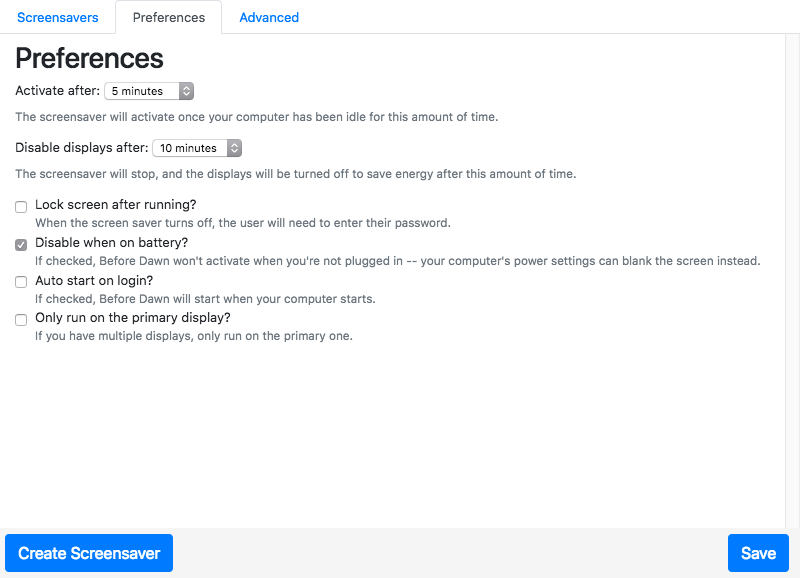 Screensavers Preferences Advanced
Preferences
Activate after: 5 minutes
The screensaver will activate once your computer has been idle for this amount of time.
Disable displays after: 10 minutes
The screensaver will stop, and the displays will be turned off to save energy after this amount of time.
Lock screen after running?
When the screen saver turns off, the user will need to enter their password.
Disable when on battery?
If checked, Before Dawn won't activate when you're not plugged in -- your computer's power settings can blank the screen instead.
Auto start on login?
If checked, Before Dawn will start when your computer starts.
Only run on the primary display?
If you have multiple displays, only run on the primary one.
Create Screensaver Save